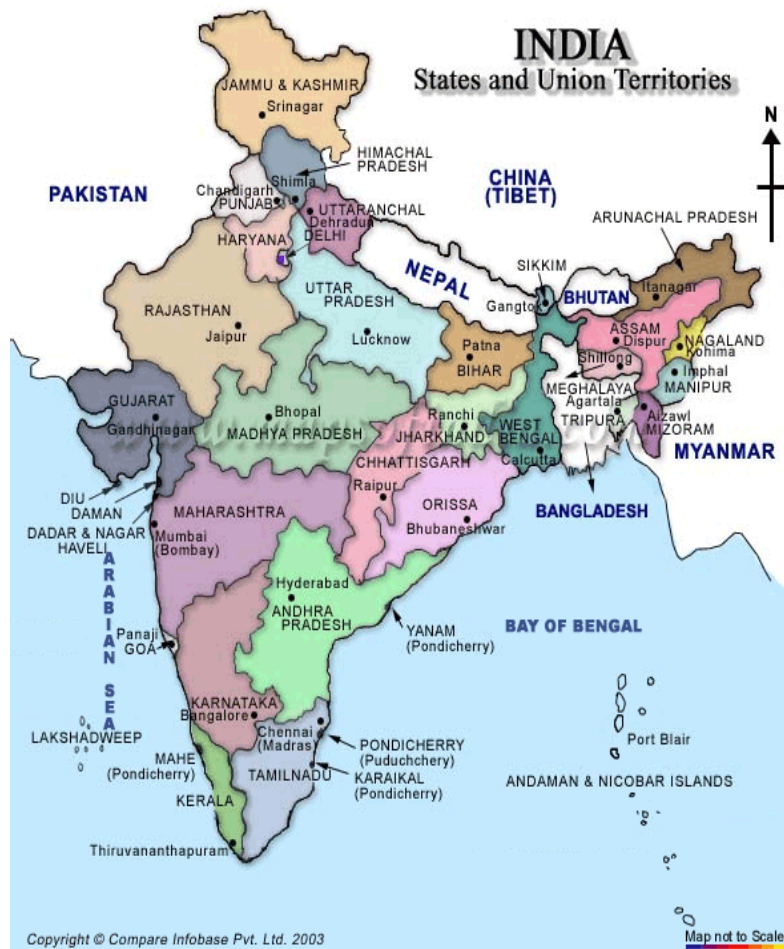 INDIA
States and Union Territories
N
JAMMU & KASHMIR
Srinagar
HIMACHAL
PRADESH
Shimla
PAKISTAN
CHINA
(TIBET)
Chandigarh
PUNJAB
UTTARANCHAL
Dehradun
DELHI
HARYANA
ARUNACHAL PRADESH
NEPAL
SIKKIM
Gangtok
BHUTAN
Itanagar
RAJASTHAN
Jaipur
UTTAR
PRADESH
Lucknow
ASSAM
Dispur
NAGALAND
Kohima
Patna
BIHAR
Shillong
MEGHALAYA
Imphal
MANIPUR
Agartala
TRIPURA
Aizawl
MIZORAM
GUJARAT
Gandhinagar
Bhopal
MADHYA PRADESH
Ranchi
JHARKHAND
WEST
BENGAL
Calcutta
MYANMAR
CHHATTISGARH
Raipur
DIU
DAMAN
DADAR & NAGAR
HAVELI
MAHARASHTRA
Mumbai
(Bombay)
ORISSA
Bhubaneshwar
BANGLADESH
ARABIAN SEA
Hyderabad
ANDHRA
PRADESH
YANAM
(Pondicherry)
BAY OF BENGAL
Panaji
GOA
KARNATAKA
Bangalore
LAKSHADWEEP
Chennai
(Madras)
PONDICHERRY
(Puduchchery)
Port Blair
MAHE
(Pondicherry)
TAMILNADU
KARAIKAL
(Pondicherry)
ANDAMAN & NICOBAR ISLANDS
KERALA
Thiruvananthapuram
Copyright © Compare Infobase Pvt. Ltd. 2003
Map not to Scale